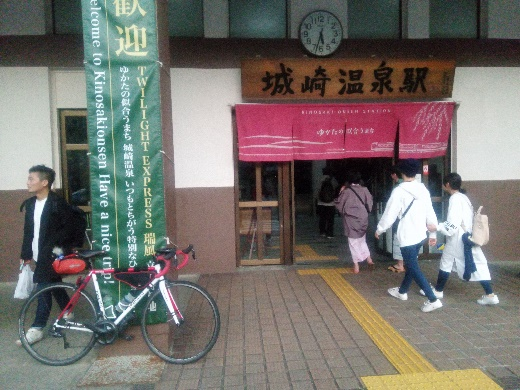 歓迎
Welcome to Kinosakionsen Have a nice trip!
ゆかたの似合うまち 城崎温泉 いつもとちがう特別なひ
TWILIGHT EXPRESS 瑞風
城崎温泉駅
KINOSAKI ONSEN STATION
ゆかたの似合うまち